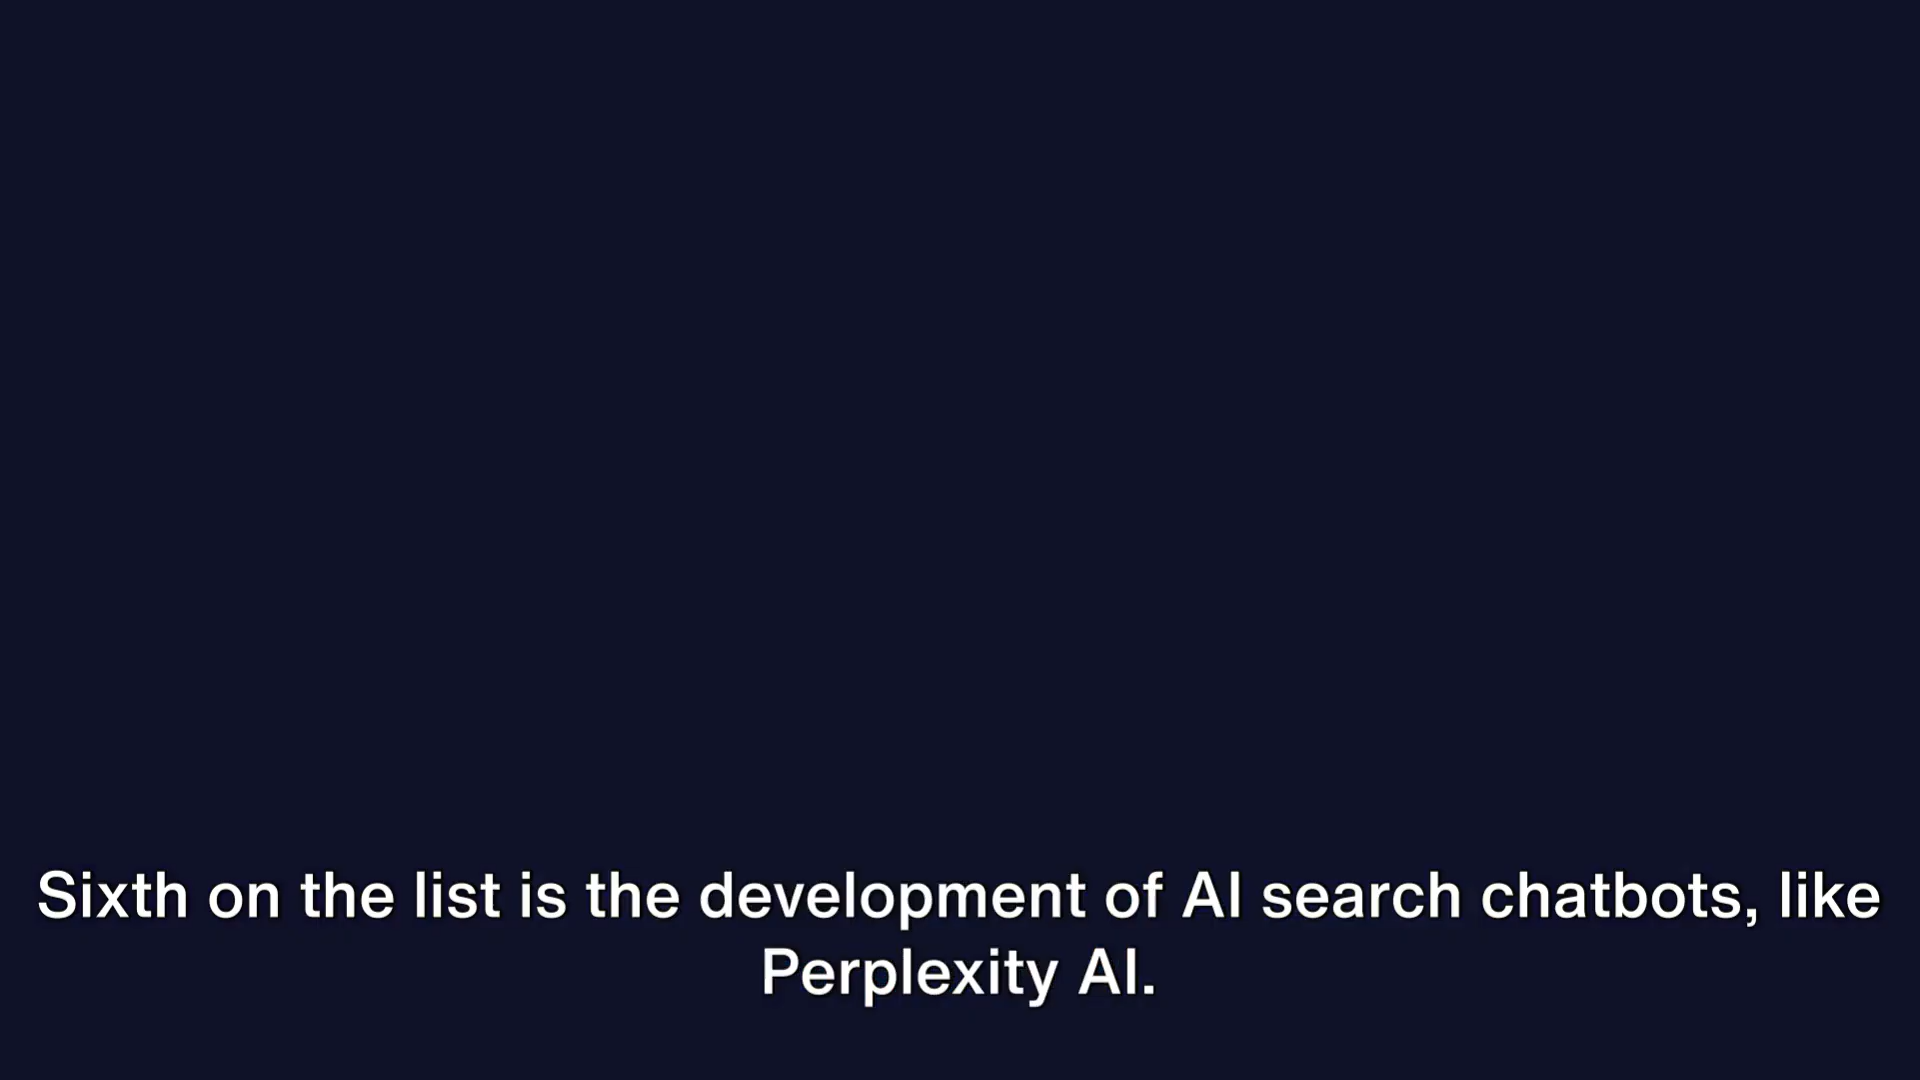 Sixth on the list is the development of AI search chatbots, like
Perplexity AI.